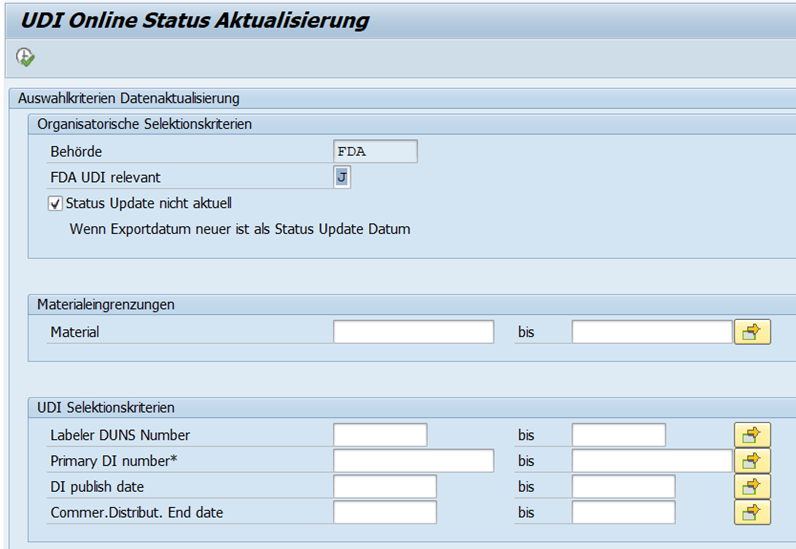 UDI Online Status Aktualisierung
Auswahlkriterien Datenaktualisierung
Organisatorische Selektionskriterien
Behörde FDA
FDA UDI relevant J
Status Update nicht aktuell
Wenn Exportdatum neuer ist als Status Update Datum
Materialeingrenzungen
Material bis
UDI Selektionskriterien
Labeler DUNS Number bis
Primary DI number* bis
DI publish date bis
Commer.Distribut. End date bis